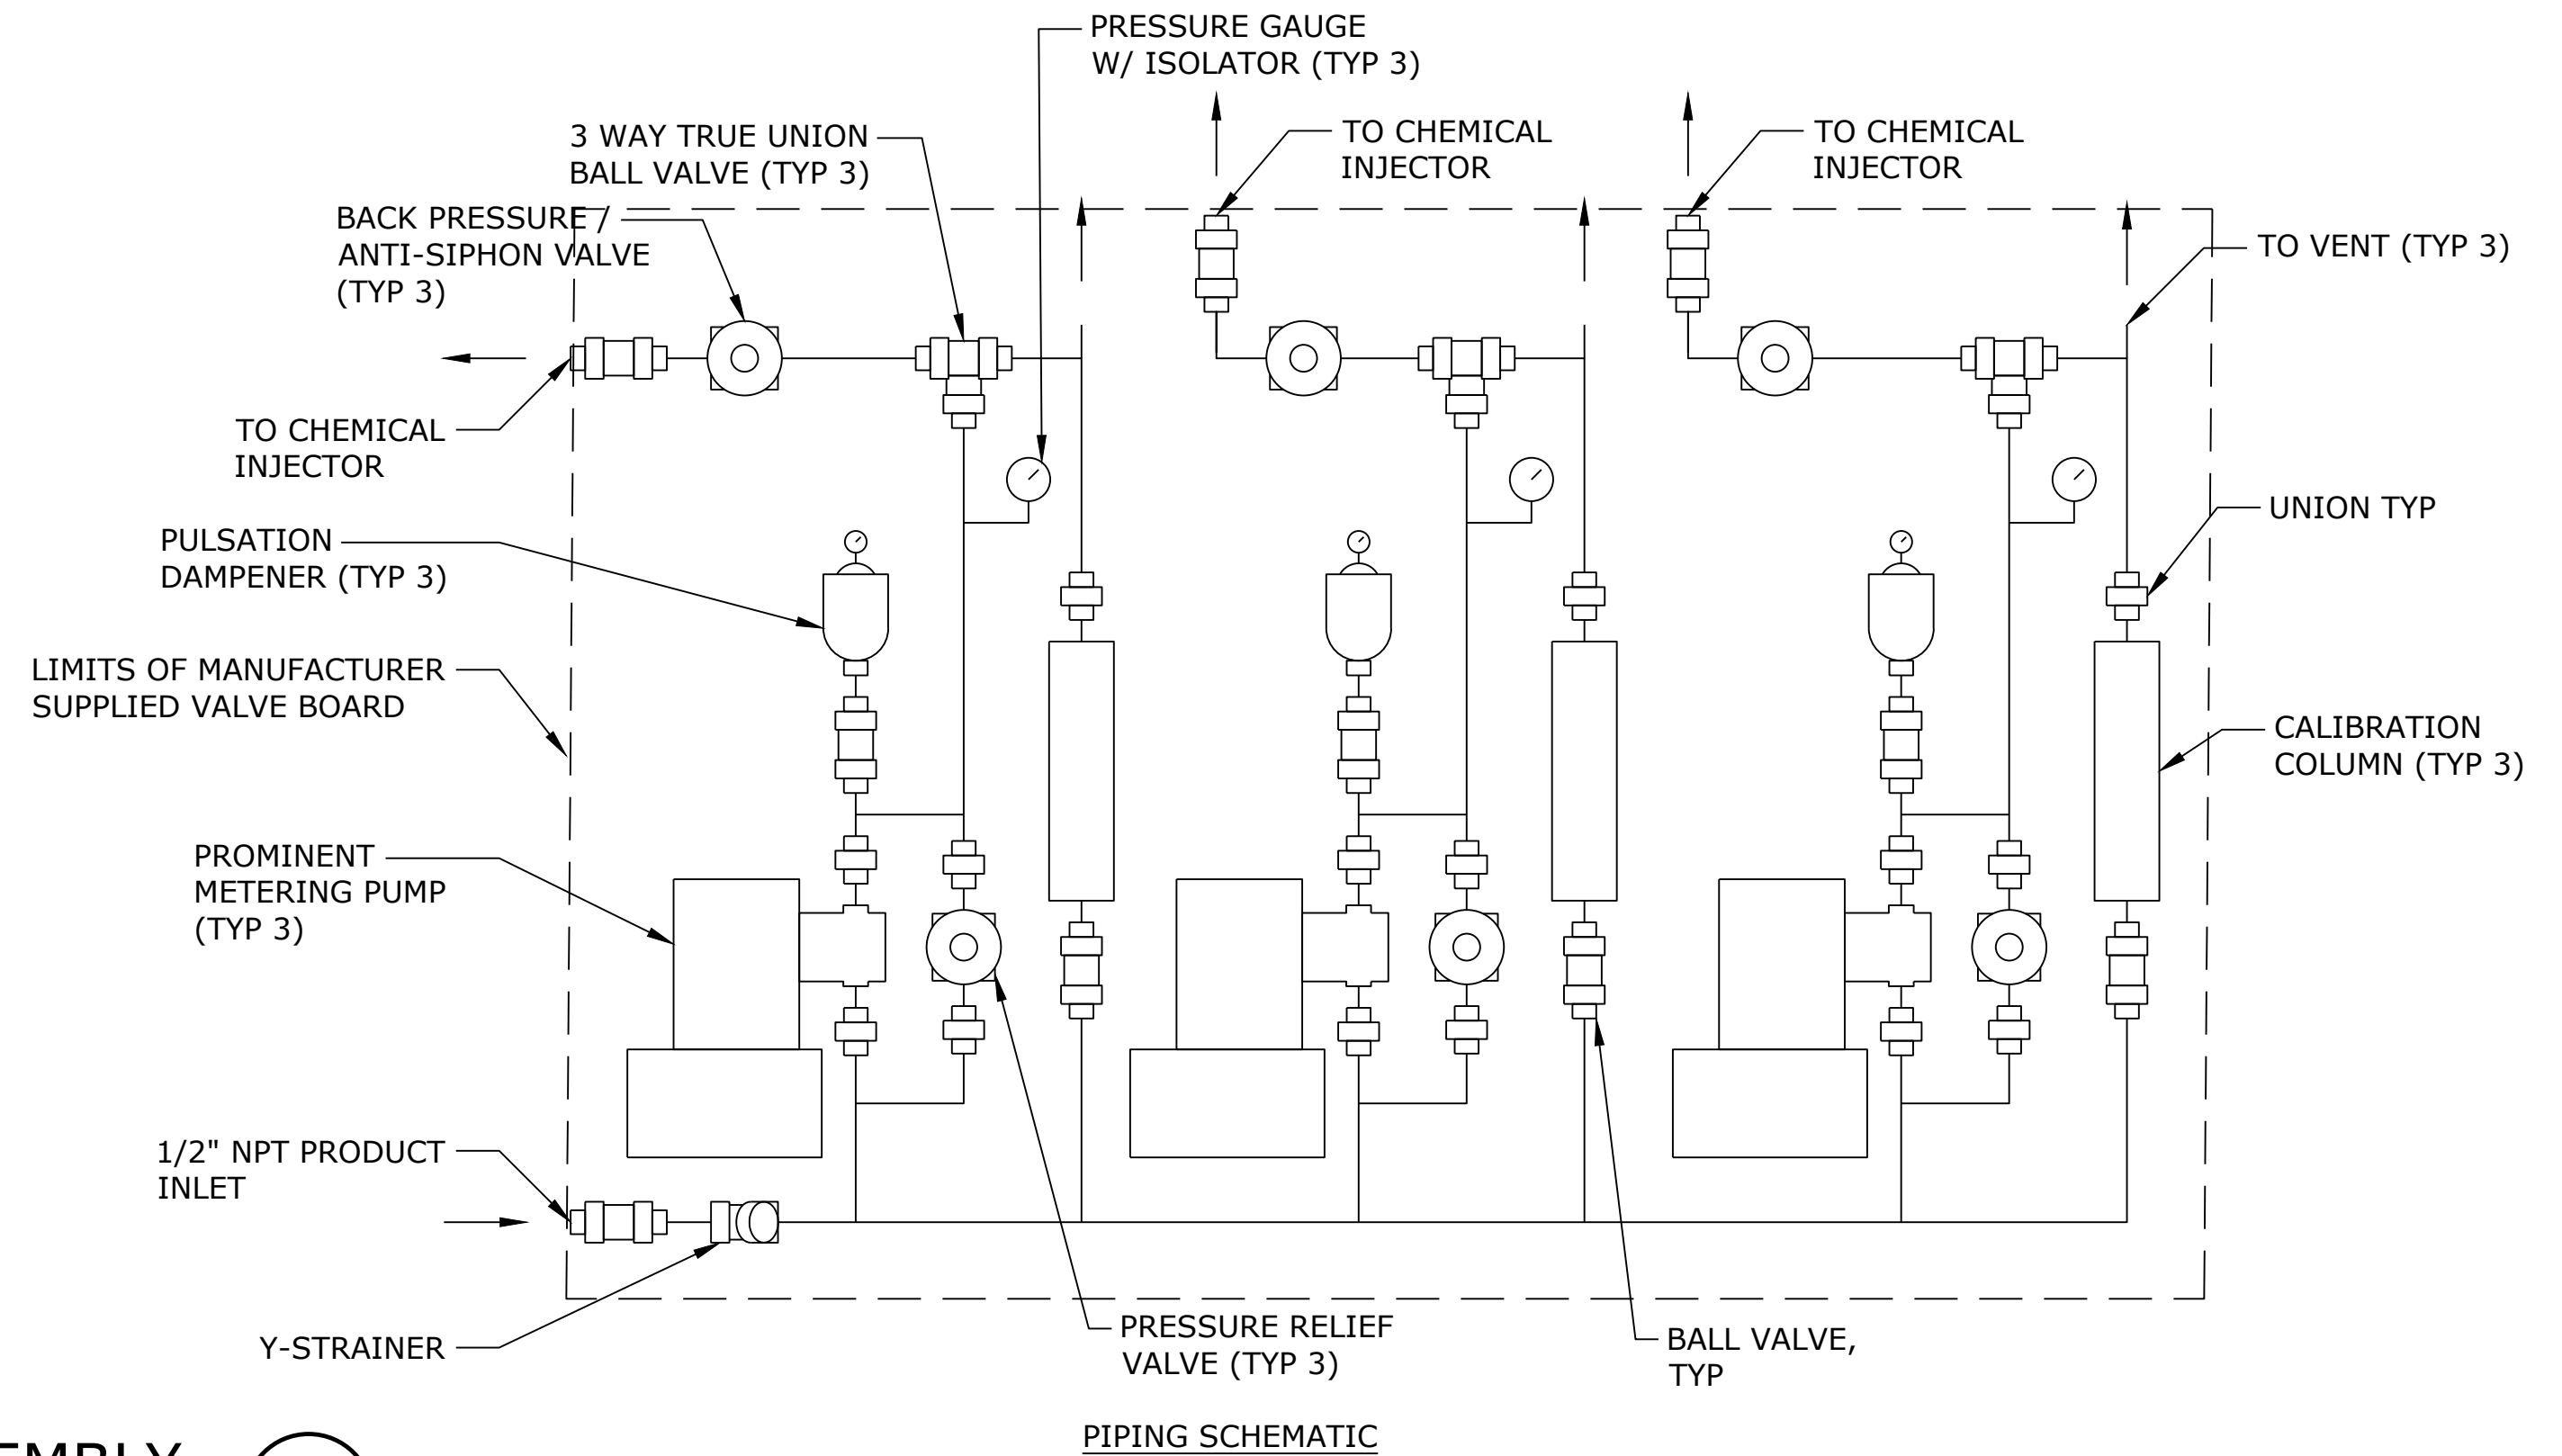 PRESSURE GAUGE
W/ ISOLATOR (TYP 3)
3 WAY TRUE UNION
BALL VALVE (TYP 3)
TO CHEMICAL
INJECTOR
TO CHEMICAL
INJECTOR
BACK PRESSURE /
ANTI-SIPHON VALVE
(TYP 3)
TO VENT (TYP 3)
TO CHEMICAL
INJECTOR
UNION TYP
PULSATION
DAMPENER (TYP 3)
LIMITS OF MANUFACTURER
SUPPLIED VALVE BOARD
CALIBRATION
COLUMN (TYP 3)
PROMINENT
METERING PUMP
(TYP 3)
1/2" NPT PRODUCT
INLET
Y-STRAINER
PRESSURE RELIEF
VALVE (TYP 3)
BALL VALVE,
TYP
PIPING SCHEMATIC